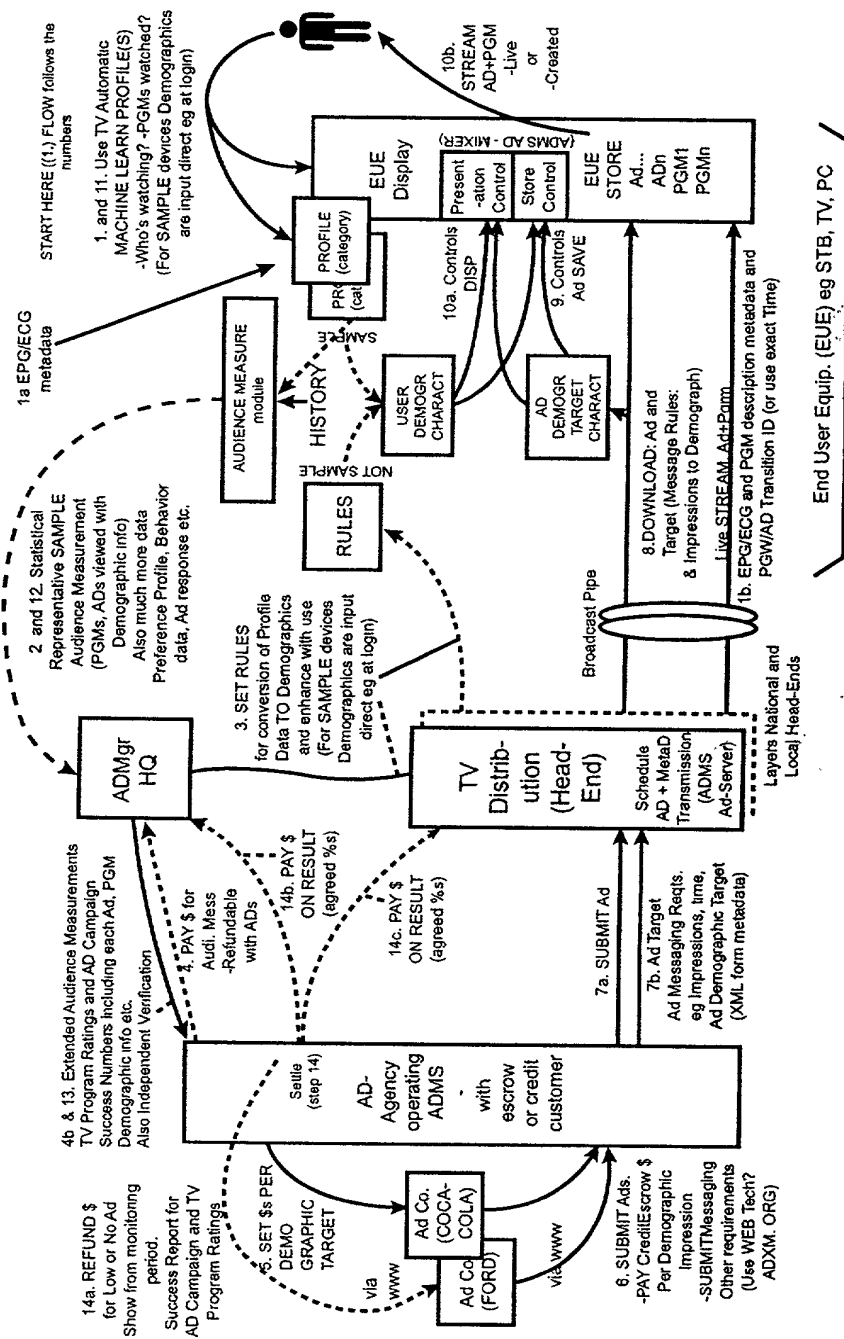 START HERE ((1.) FLOW follows the
numbers
1. and 11. Use TV Automatic
MACHINE LEARN PROFILE(S)
-Who's watching? -PGMs watched?
(For SAMPLE devices Demographics
are input direct eg at login)
1a EPG/ECG
metadata
10b.
STREAM
AD+PGM
-Live
or
-Created
PROFILE
(category)
PR
(cat
EUE
Display
(ADMS AD - MIXER)
Present
-ation
Control
Store
Control
EUE
STORE
Ad...
ADn
PGM1
PGMn
AUDIENCE MEASURE
module
HISTORY
SAMPLE
NOT SAMPLE
RULES
USER
DEMOGR
CHARACT
AD
DEMOGR
TARGET
CHARACT
10a. Controls
DISP
9. Controls
Ad SAVE
2 and 12. Statistical
Representative SAMPLE
Audience Measurement
(PGMs, ADs viewed with
Demographic info)
Also much more data
Preference Profile, Behavior
data, Ad response etc.
3. SET RULES
for conversion of Profile
Data TO Demographics
and enhance with use
(For SAMPLE devices
Demographics are input
direct eg at login)
8.DOWNLOAD: Ad and
Target (Message Rules:
& Impressions to Demograph)
Live STREAM Ad+Pgm
1b. EPG/ECG and PGM description metadata and
PGW/AD Transition ID (or use exact Time)
Broadcast Pipe
End User Equip. (EUE) eg STB, TV, PC
ADMgr
HQ
TV
Distrib-
ution
(Head-
End)
Schedule
AD + MetaD
Transmission
(ADMS
Ad-Server)
Layers National and
Local Head-Ends
4b & 13. Extended Audience Measurements
TV Program Ratings and AD Campaign
Success Numbers including each Ad, PGM
Demographic info etc.
Also Independent Verification
4. PAY $ for
Audi. Mess
-Refundable
with ADs
14b. PAY $
ON RESULT
(agreed %s)
14c. PAY $
ON RESULT
(agreed %s)
7a. SUBMIT Ad
7b. Ad Target
Ad Messaging Reqts.
eg Impressions, time,
Ad Demographic Target
(XML form metadata)
Settle
(step 14)
AD-
Agency
operating
ADMS
-
with
escrow
or credit
customer
14a. REFUND $
for Low or No Ad
Show from monitoring
period.
Success Report for
AD Campaign and TV
Program Ratings
5. SET $s PER
DEMO
GRAPHIC
TARGET
via
www
Ad Co.
(COCA-
COLA)
Ad Co
(FORD)
via www
6. SUBMIT Ads.
-PAY CreditEscrow $
Per Demographic
Impression
-SUBMITMessaging
Other requirements
(Use WEB Tech?
ADXM. ORG)